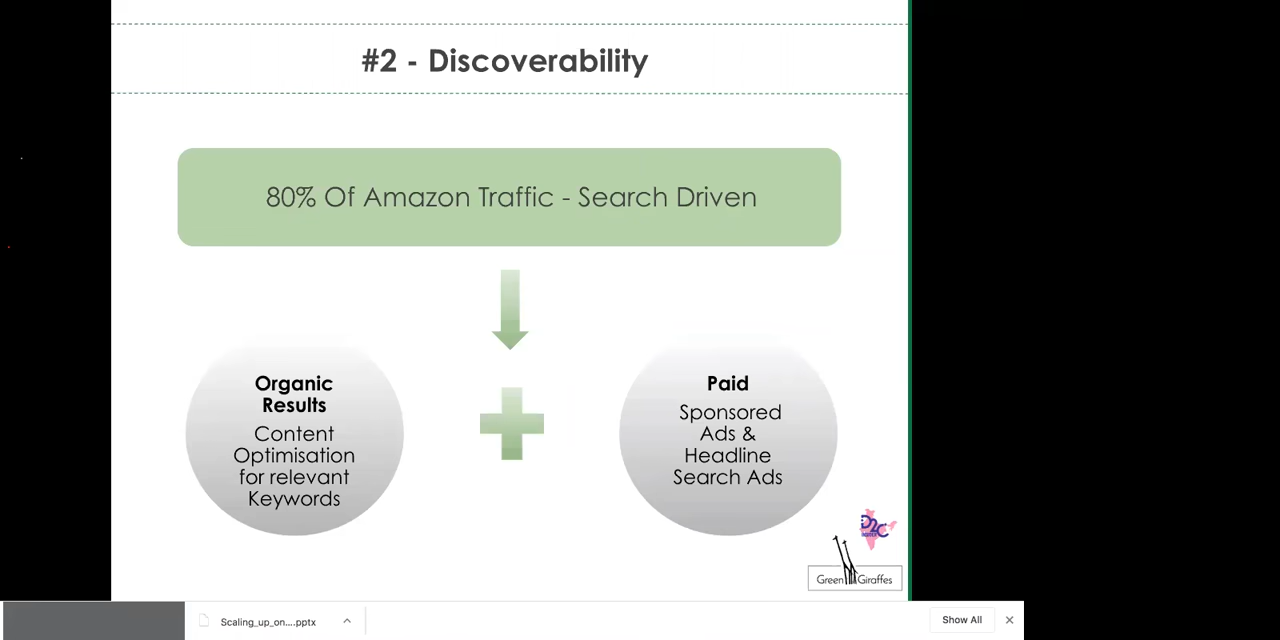 #2 - Discoverability
80% Of Amazon Traffic - Search Driven
Organic
Results
Content
Optimisation
for relevant
Keywords
Paid
Sponsored
Ads &
Headline
Search Ads
D2C
Green Giraffes
Scaling_up_on....pptx
Show All